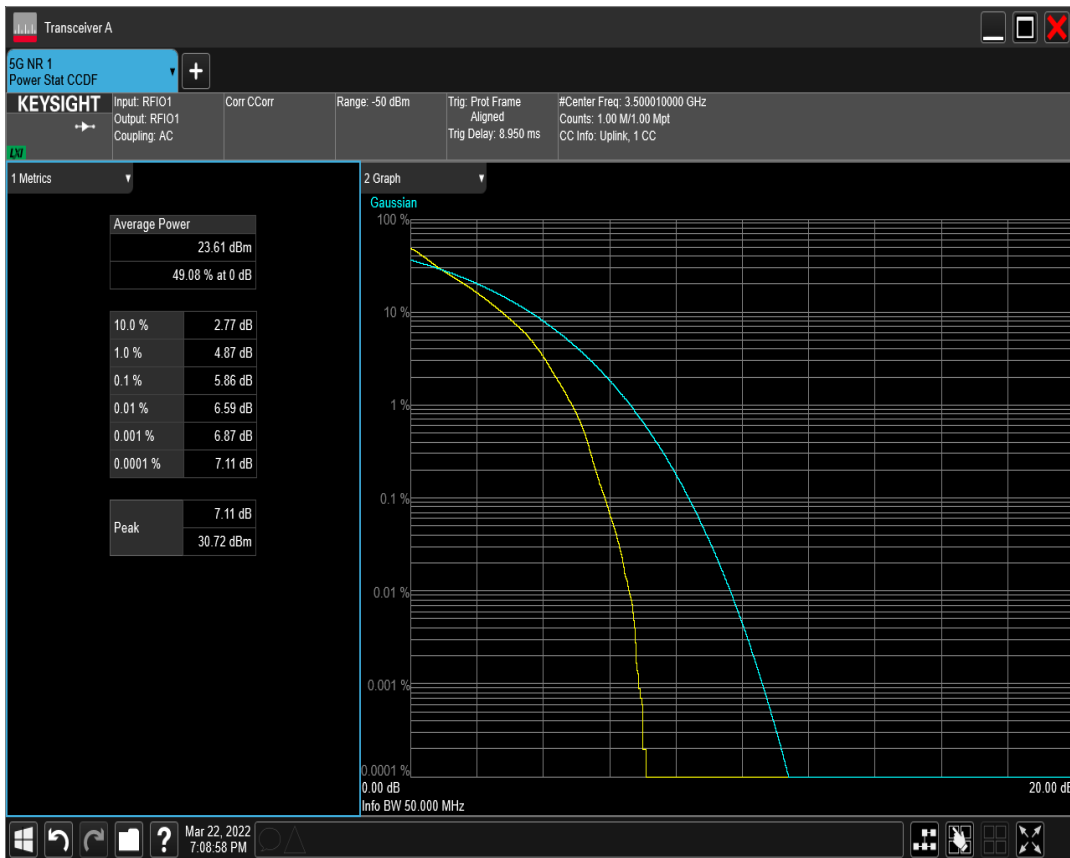 Transceiver A
5G NR 1
Power Stat CCDF
+
KEYSIGHT
LXI
Input: RFIO1
Output: RFIO1
Coupling: AC
Corr CCorr
Range: -50 dBm
Trig: Prot Frame
Aligned
Trig Delay: 8.950 ms
#Center Freq: 3.500010000 GHz
Counts: 1.00 M/1.00 Mpt
CC Info: Uplink, 1 CC
1 Metrics
Average Power
23.61 dBm
49.08 % at 0 dB
10.0 % 2.77 dB
1.0 % 4.87 dB
0.1 % 5.86 dB
0.01 % 6.59 dB
0.001 % 6.87 dB
0.0001 % 7.11 dB
Peak
7.11 dB
30.72 dBm
2 Graph
Gaussian
100 %
10 %
1 %
0.1 %
0.01 %
0.001 %
0.0001 %
0.00 dB
20.00 dB
Info BW 50.000 MHz
?
Mar 22, 2022
7:08:58 PM